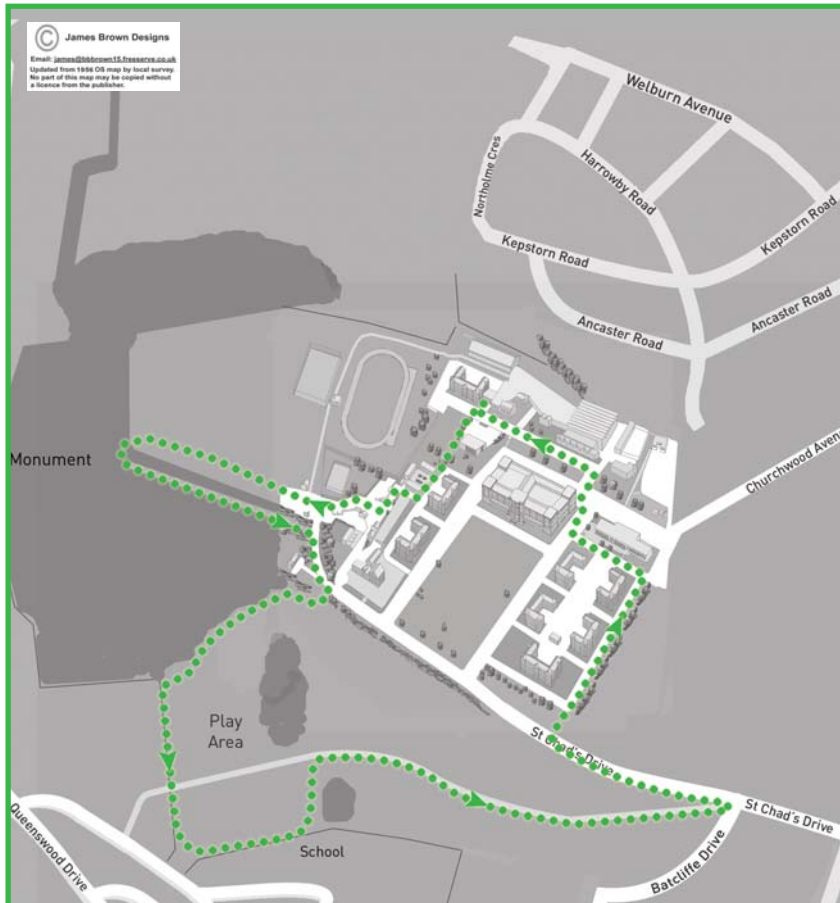 © James Brown Designs
Email: james@bbbrown15.freeserve.co.uk
Updated from 1956 OS map by local survey.
No part of this map may be copied without
a licence from the publisher.
Welburn Avenue
Northolme Cres
Harrowby Road
Kepstorn Road
Kepstorn Road
Ancaster Road
Ancaster Road
Monument
Churchwood Aven
Play
Area
St Chad's Drive
St Chad's Drive
Queenswood Drive
School
Batcliffe Drive